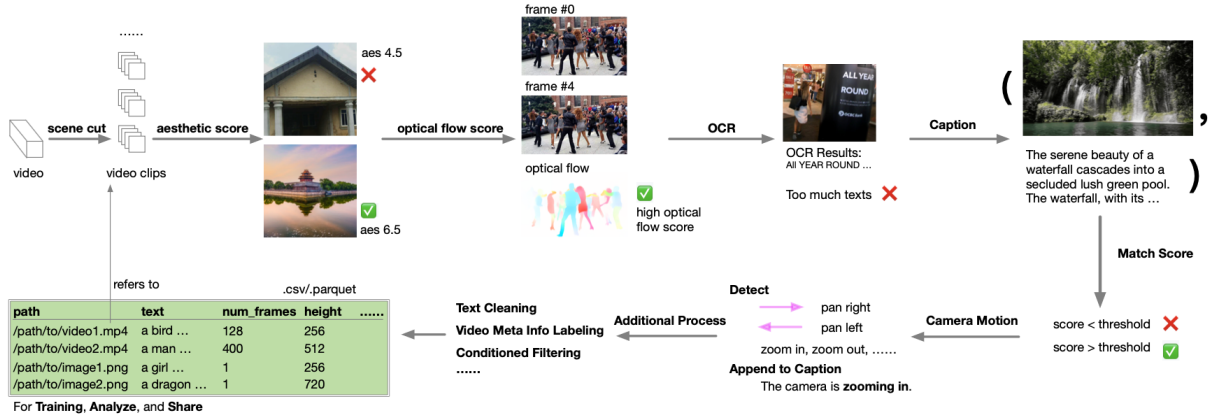 ......
video
scene cut
video clips
aesthetic score
aes 4.5
aes 6.5
optical flow score
frame #0
frame #4
optical flow
high optical
flow score
OCR
ALL YEAR
ROUND
OCR Results:
All YEAR ROUND ...
Too much texts
Caption
(
,
The serene beauty of a
waterfall cascades into a
secluded lush green pool.
The waterfall, with its ...
)
Match Score
score < threshold
score > threshold
Camera Motion
Detect
pan right
pan left
zoom in, zoom out, ......
Append to Caption
The camera is zooming in.
Additional Process
Text Cleaning
Video Meta Info Labeling
Conditioned Filtering
......
refers to
.csv/.parquet
path text num_frames height ......
/path/to/video1.mp4 a bird ... 128 256
/path/to/video2.mp4 a man ... 400 512
/path/to/image1.png a girl ... 1 256
/path/to/image2.png a dragon ... 1 720
For Training, Analyze, and Share